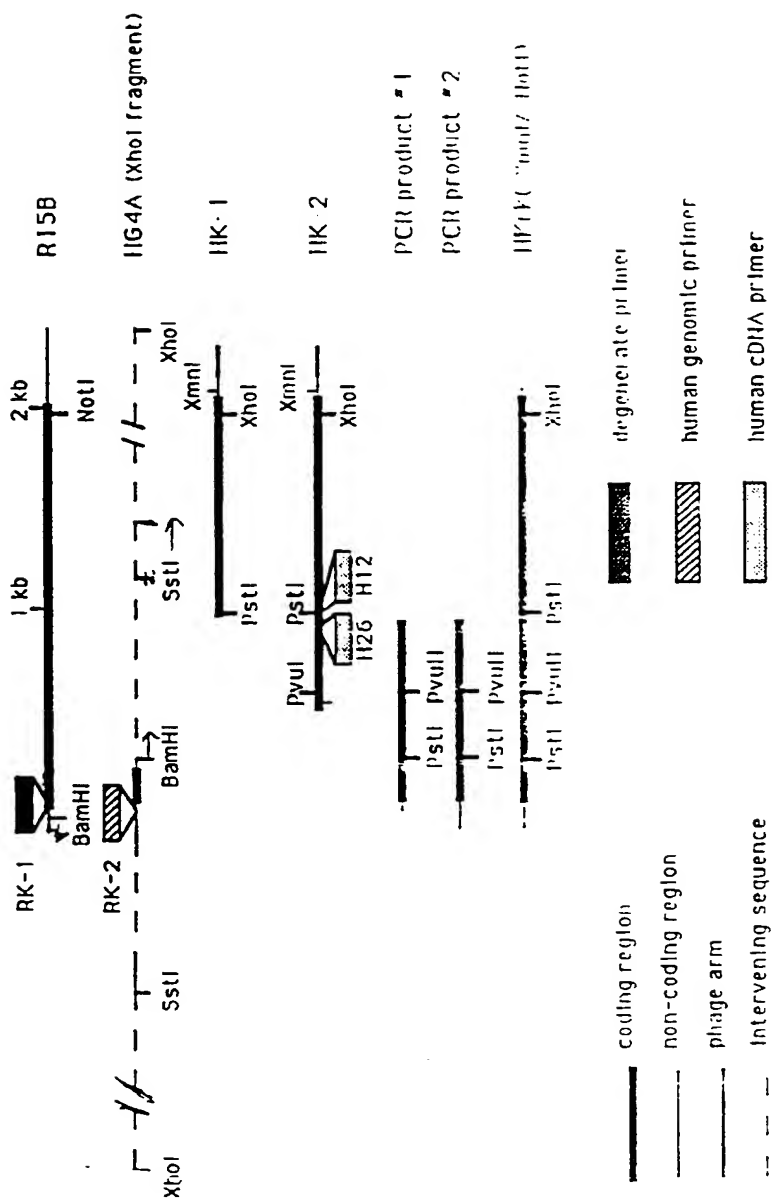 RK-1
1 kb
2 kb
R15B
BamHI
NotI
RK-2
HG4A (XhoI fragment)
XhoI
SstI
BamHI
SstI
XhoI
XmnI
HK-1
PstI
XhoI
PvuI
PstI
XmnI
HK-2
H26
H12
XhoI
PCR product #1
PstI
PvuII
PCR product #2
PstI
PvuII
PstI
PvuII
PstI
XhoI
coding region
non-coding region
phage arm
intervening sequence
degenerate primer
human genomic primer
human cDNA primer